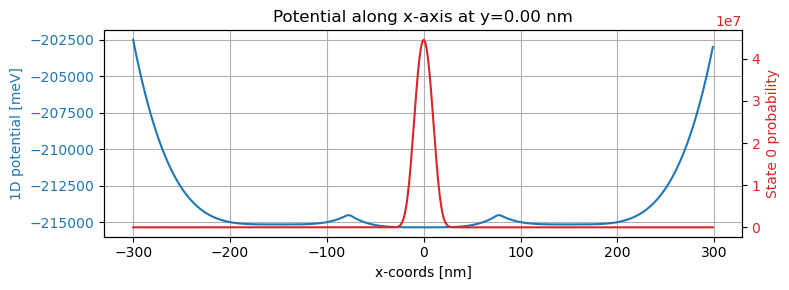 Potential along x-axis at y=0.00 nm
1e7
−202500
−205000
−207500
−210000
−212500
−215000
1D potential [meV]
4
3
2
1
0
State 0 probability
−300 −200 −100 0 100 200 300
x-coords [nm]